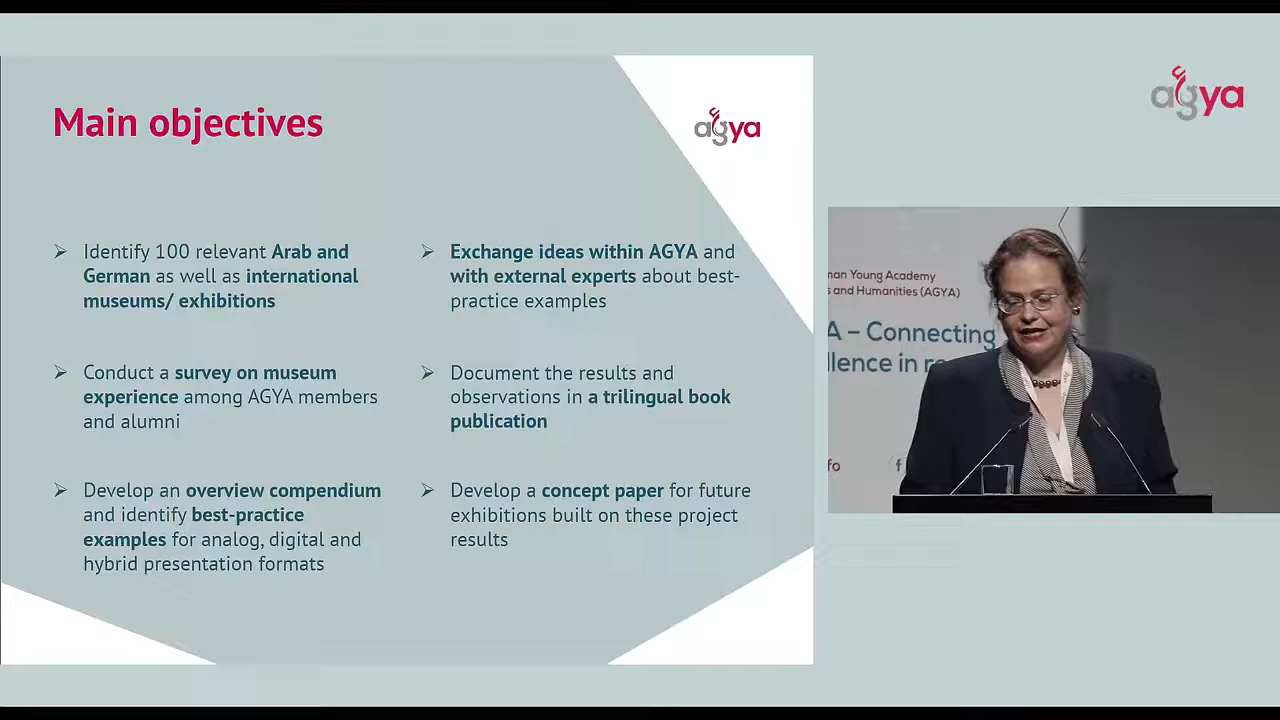 Main objectives
agya
Identify 100 relevant Arab and
German as well as international
museums/ exhibitions
Conduct a survey on museum
experience among AGYA members
and alumni
Develop an overview compendium
and identify best-practice
examples for analog, digital and
hybrid presentation formats
Exchange ideas within AGYA and
with external experts about best-
practice examples
Document the results and
observations in a trilingual book
publication
Develop a concept paper for future
exhibitions built on these project
results
agya
man Young Academy
s and Humanities (AGYA)
A – Connecting
llence in
fo
f